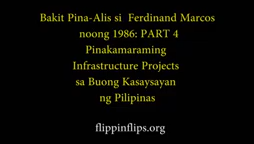 Bakit Pina-Alis si Ferdinand Marcos
noong 1986: PART 4
Pinakamaraming
Infrastructure Projects
sa Buong Kasaysayan
ng Pilipinas
flippinflips.org